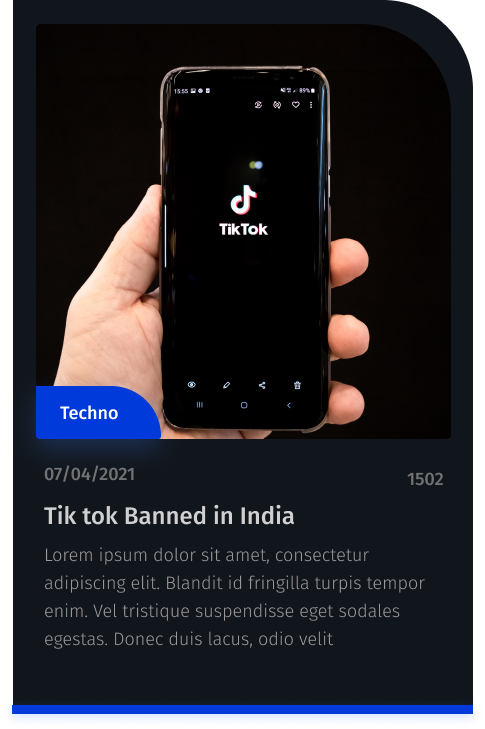 15:55
89%
TikTok
Techno
07/04/2021
1502
Tik tok Banned in India
Lorem ipsum dolor sit amet, consectetur
adipiscing elit. Blandit id fringilla turpis tempor
enim. Vel tristique suspendisse eget sodales
egestas. Donec duis lacus, odio velit